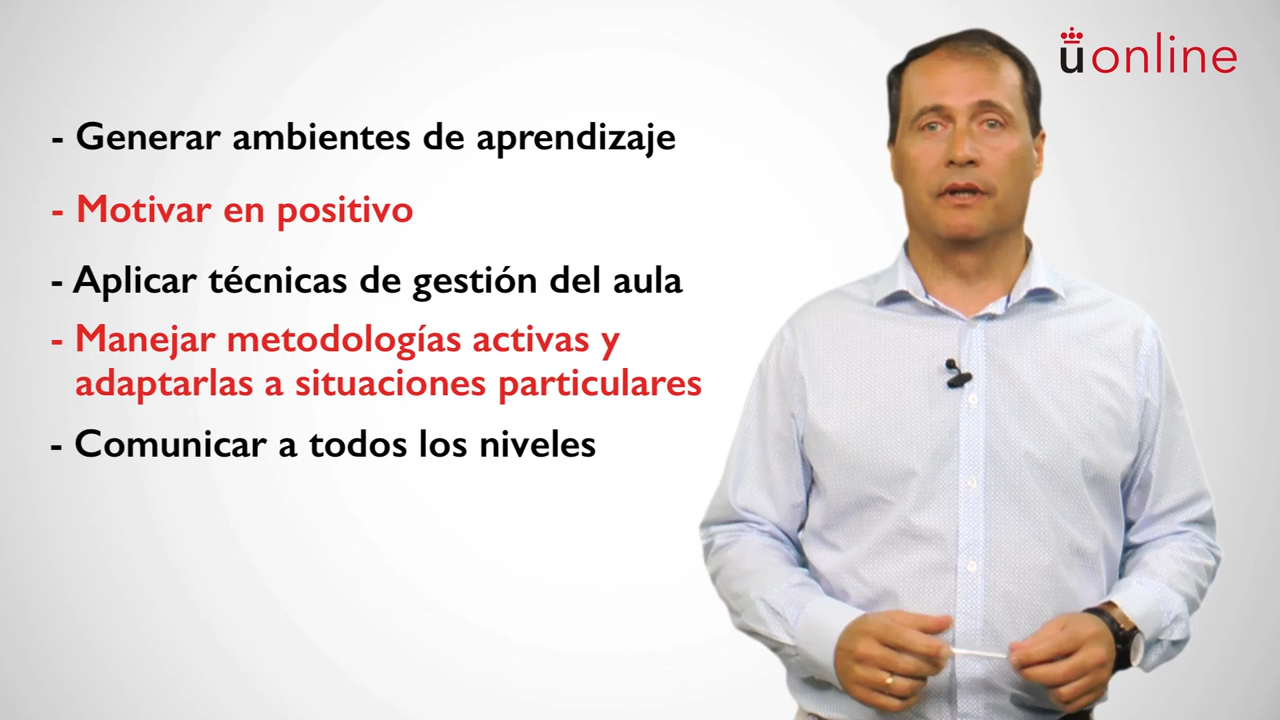 üonline
- Generar ambientes de aprendizaje
- Motivar en positivo
- Aplicar técnicas de gestión del aula
- Manejar metodologías activas y
adaptarlas a situaciones particulares
- Comunicar a todos los niveles